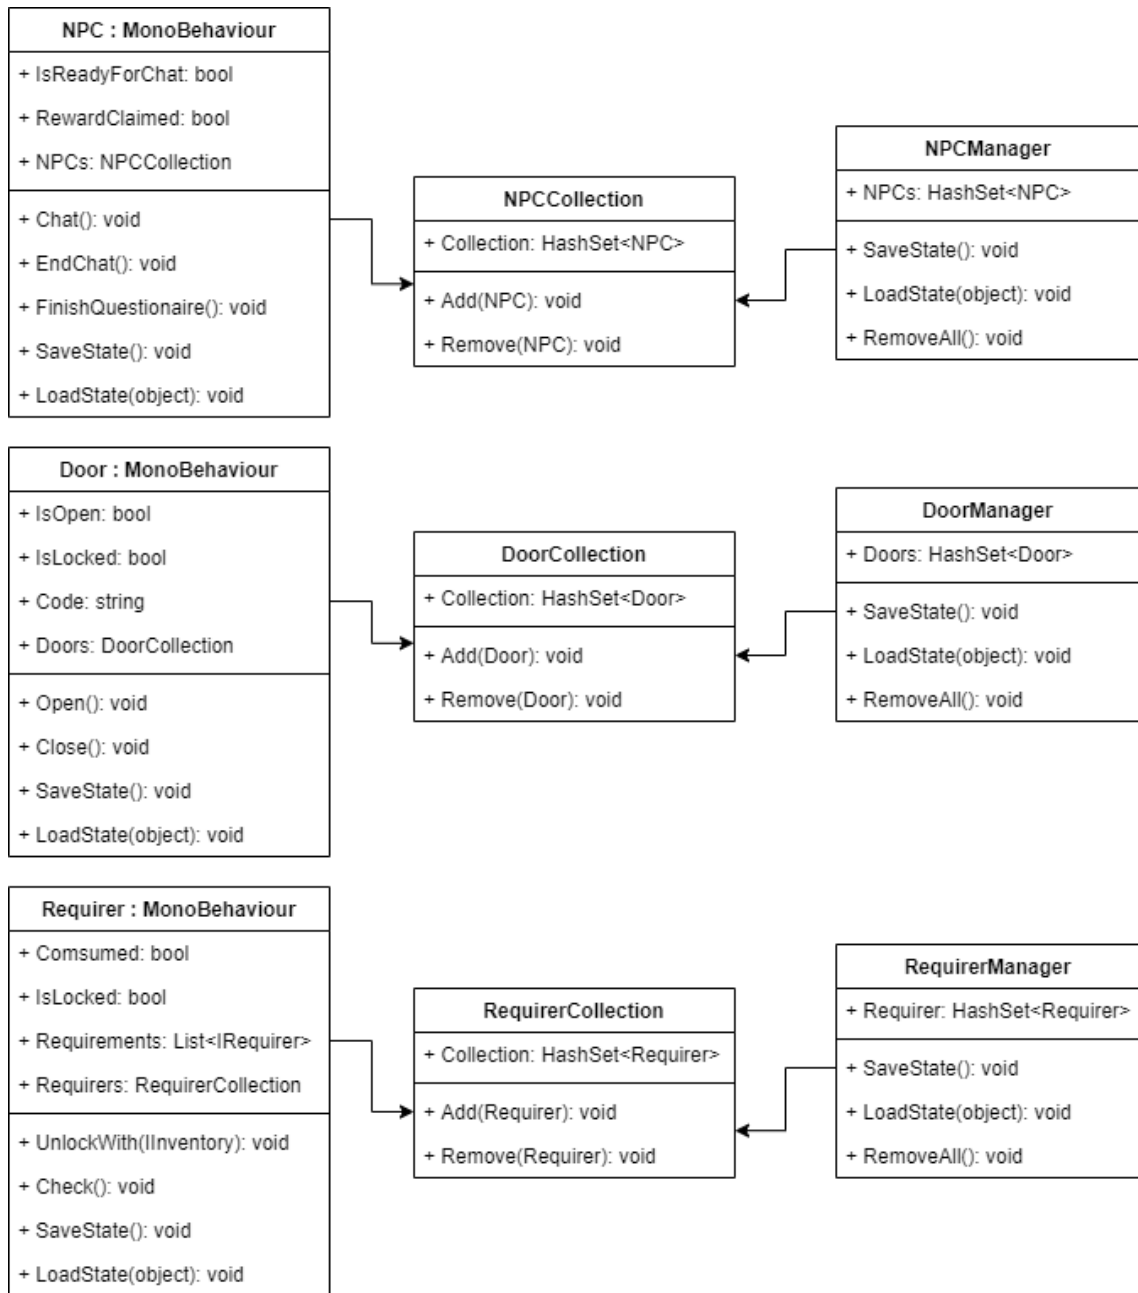 NPC : MonoBehaviour
+ IsReadyForChat: bool
+ RewardClaimed: bool
+ NPCs: NPCCollection
+ Chat(): void
+ EndChat(): void
+ FinishQuestionaire(): void
+ SaveState(): void
+ LoadState(object): void
NPCCollection
+ Collection: HashSet<NPC>
+ Add(NPC): void
+ Remove(NPC): void
NPCManager
+ NPCs: HashSet<NPC>
+ SaveState(): void
+ LoadState(object): void
+ RemoveAll(): void
Door : MonoBehaviour
+ IsOpen: bool
+ IsLocked: bool
+ Code: string
+ Doors: DoorCollection
+ Open(): void
+ Close(): void
+ SaveState(): void
+ LoadState(object): void
DoorCollection
+ Collection: HashSet<Door>
+ Add(Door): void
+ Remove(Door): void
DoorManager
+ Doors: HashSet<Door>
+ SaveState(): void
+ LoadState(object): void
+ RemoveAll(): void
Requirer : MonoBehaviour
+ Comsumed: bool
+ IsLocked: bool
+ Requirements: List<IRequirer>
+ Requirers: RequirerCollection
+ UnlockWith(IInventory): void
+ Check(): void
+ SaveState(): void
+ LoadState(object): void
RequirerCollection
+ Collection: HashSet<Requirer>
+ Add(Requirer): void
+ Remove(Requirer): void
RequirerManager
+ Requirer: HashSet<Requirer>
+ SaveState(): void
+ LoadState(object): void
+ RemoveAll(): void